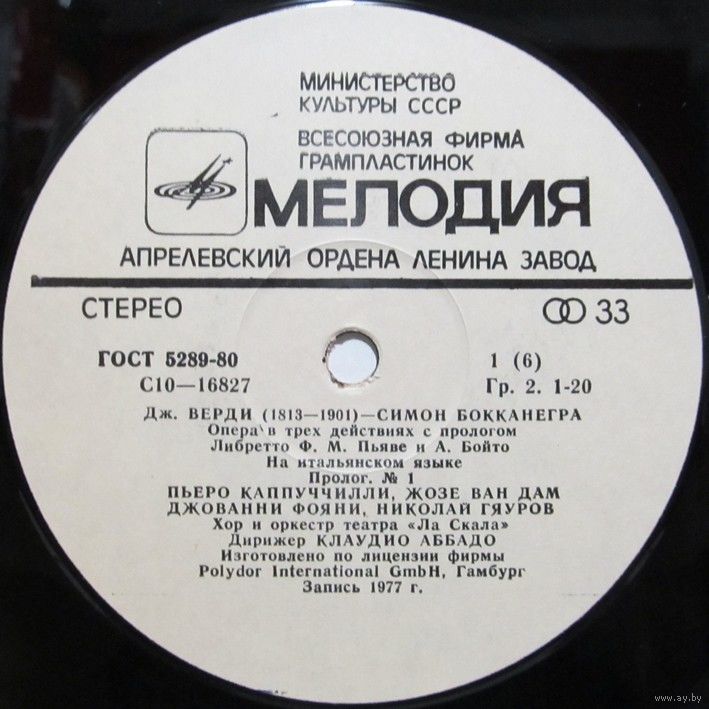 МИНИСТЕРСТВО
КУЛЬТУРЫ СССР
ВСЕСОЮЗНАЯ ФИРМА
ГРАМПЛАСТИНОК
МЕЛОДИЯ
АПРЕЛЕВСКИЙ ОРДЕНА ЛЕНИНА ЗАВОД
СТЕРЕО 33
ГОСТ 5289-80 1 (6)
С10—16827 Гр. 2. 1-20
Дж. ВЕРДИ (1813—1901)—СИМОН БОККАНЕГРА
Опера в трех действиях с прологом
Либретто Ф. М. Пьяве и А. Бойто
На итальянском языке
Пролог. № 1
ПЬЕРО КАППУЧЧИЛЛИ, ЖОЗЕ ВАН ДАМ
ДЖОВАННИ ФОЯНИ, НИКОЛАЙ ГЯУРОВ
Хор и оркестр театра «Ла Скала»
Дирижер КЛАУДИО АББАДО
Изготовлено по лицензии фирмы
Polydor International GmbH, Гамбург
Запись 1977 г.
www.ay.by